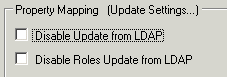 Property Mapping (Update Settings...)
Disable Update from LDAP
Disable Roles Update from LDAP